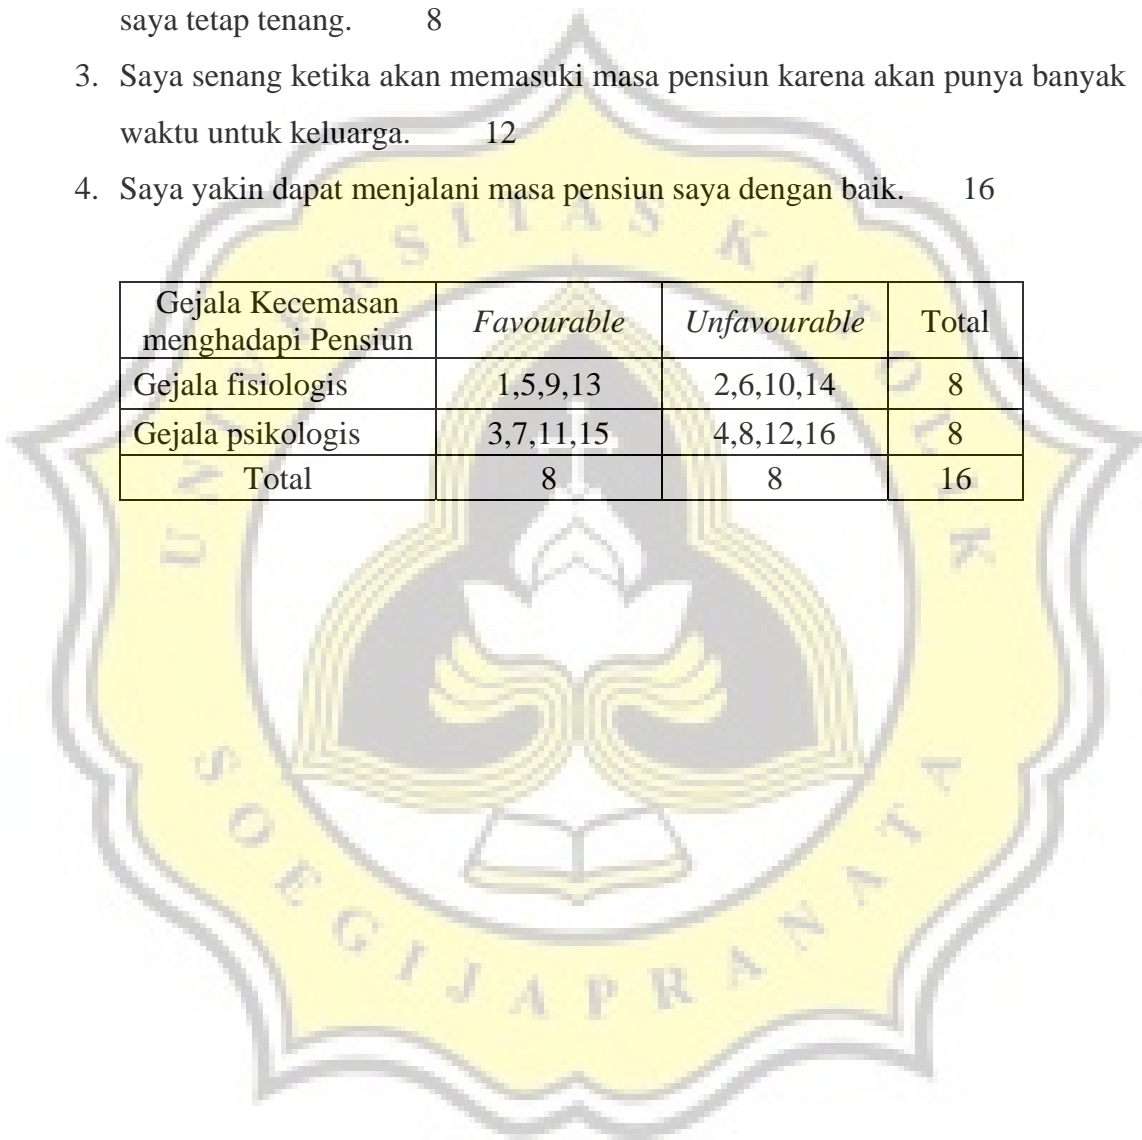 saya tetap tenang. 8
3. Saya senang ketika akan memasuki masa pensiun karena akan punya banyak
waktu untuk keluarga. 12
4. Saya yakin dapat menjalani masa pensiun saya dengan baik. 16
Gejala Kecemasan
menghadapi Pensiun Favourable Unfavourable Total
Gejala fisiologis 1,5,9,13 2,6,10,14 8
Gejala psikologis 3,7,11,15 4,8,12,16 8
Total 8 8 16
UNIVERSITAS KATOLIK
SOEGIJAPRANATA